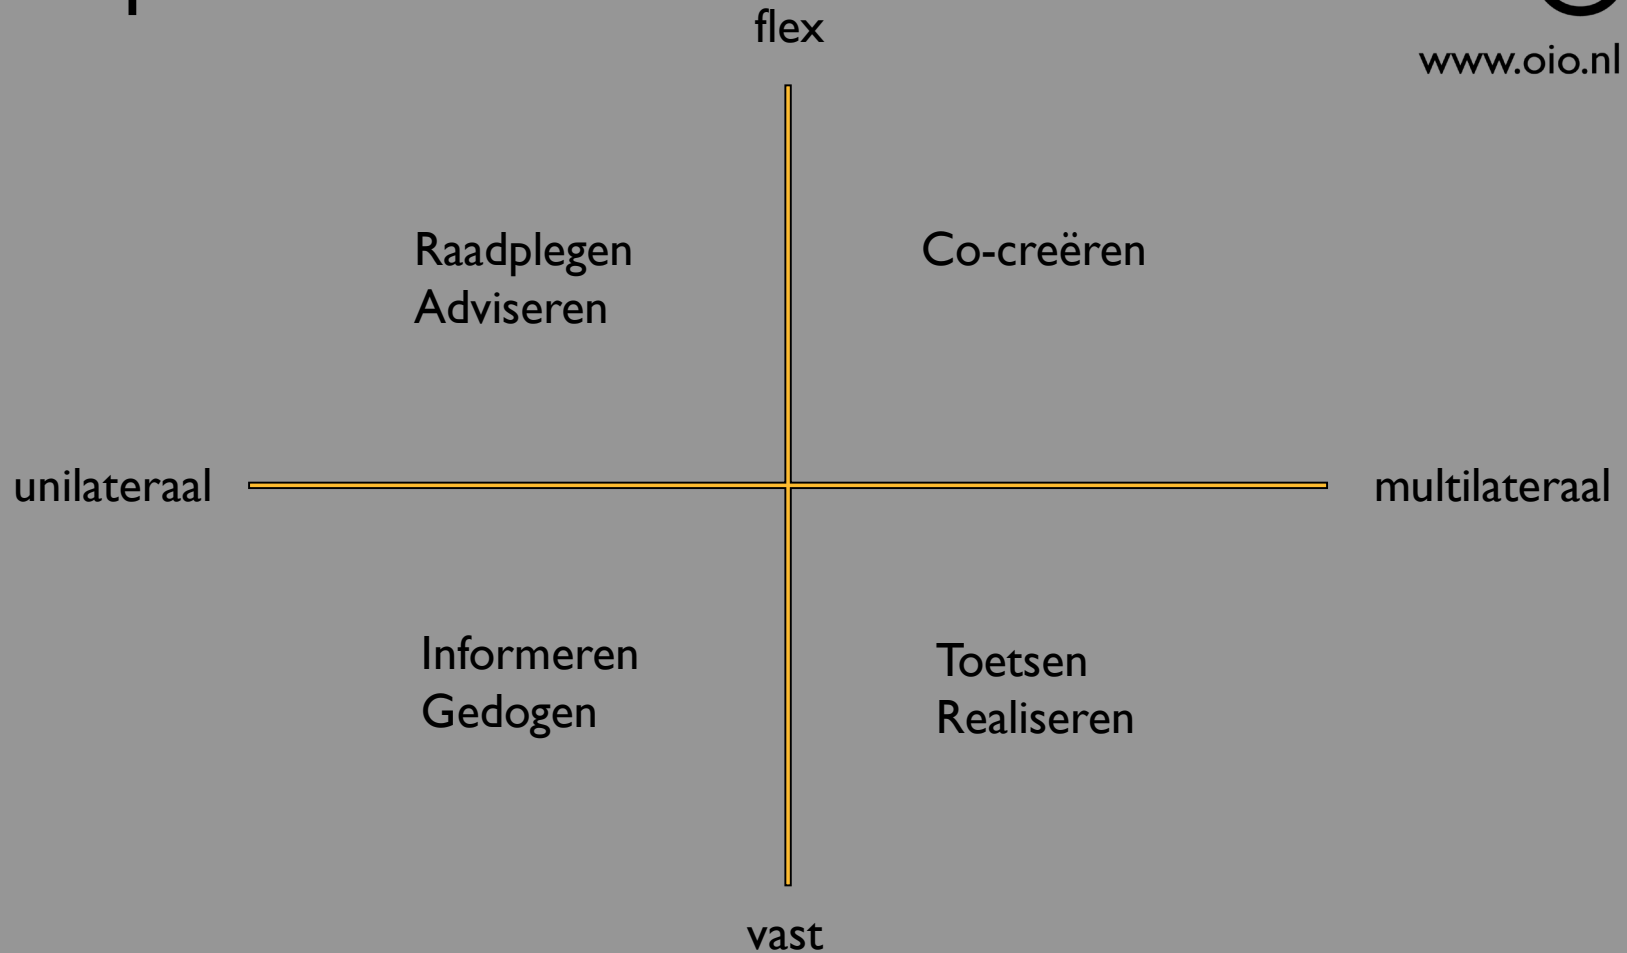 flex
www.oio.nl
Raadplegen
Adviseren
Co-creëren
unilateraal
multilateraal
Informeren
Gedogen
Toetsen
Realiseren
vast